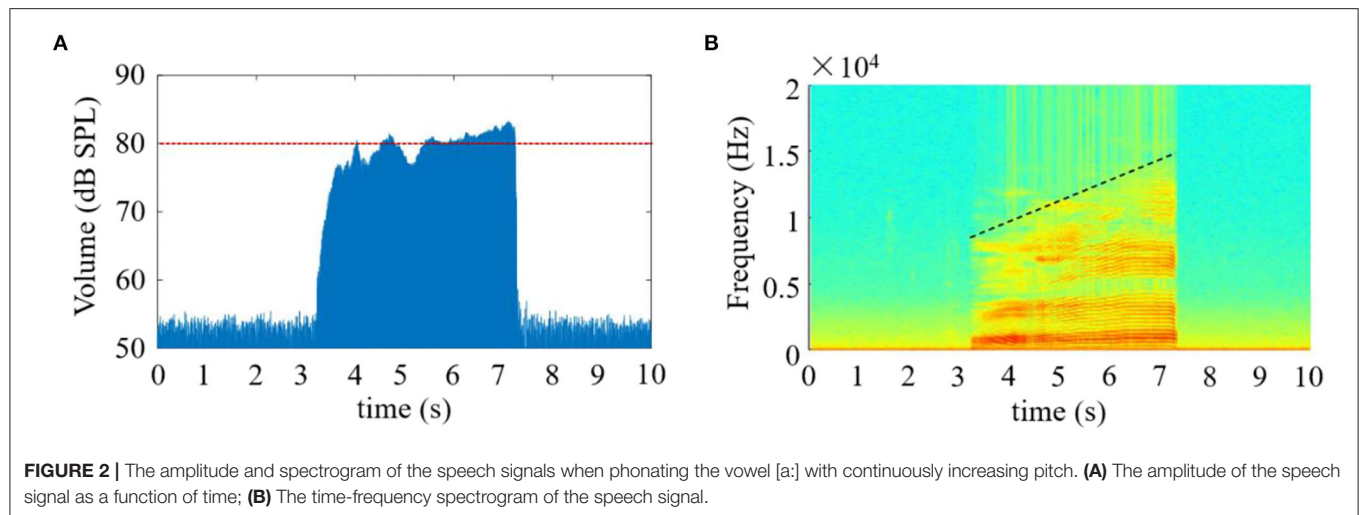 A
B
90
80
70
60
50
Volume (dB SPL)
0 1 2 3 4 5 6 7 8 9 10
time (s)
×10⁴
2
1.5
1
0.5
0
Frequency (Hz)
0 1 2 3 4 5 6 7 8 9 10
time (s)
FIGURE 2 | The amplitude and spectrogram of the speech signals when phonating the vowel [a:] with continuously increasing pitch. (A) The amplitude of the speech
signal as a function of time; (B) The time-frequency spectrogram of the speech signal.